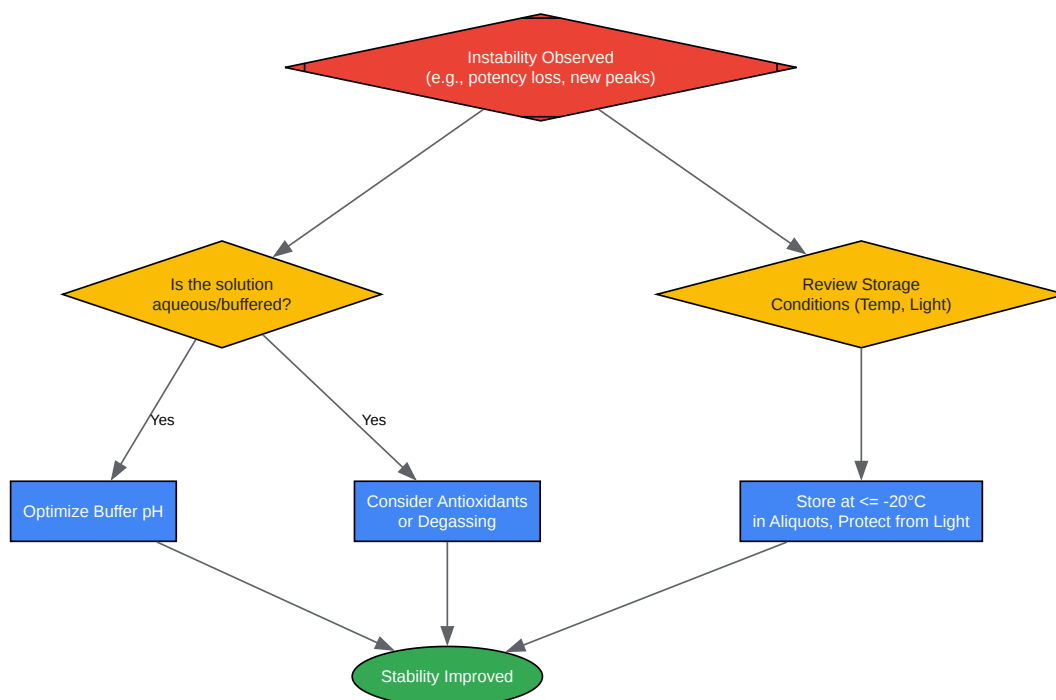 Instability Observed
(e.g., potency loss, new peaks)
Is the solution
aqueous/buffered?
Review Storage
Conditions (Temp, Light)
Yes
Yes
Optimize Buffer pH
Consider Antioxidants
or Degassing
Store at <= -20°C
in Aliquots, Protect from Light
Stability Improved